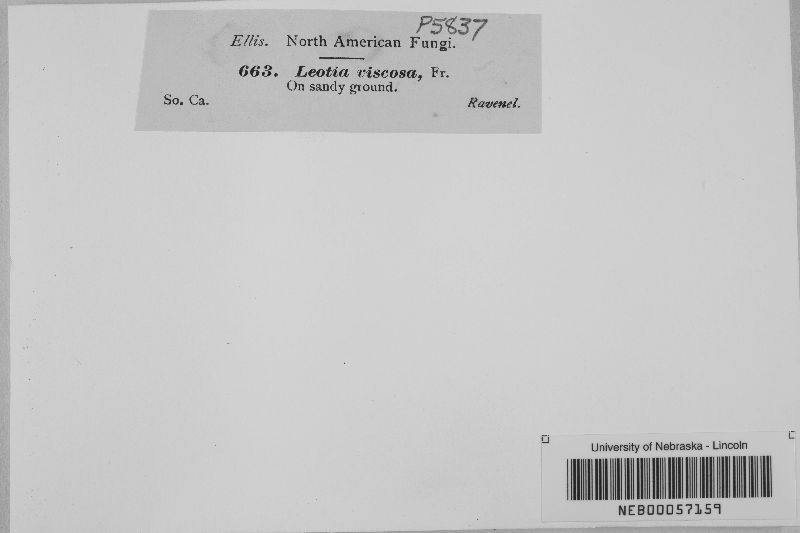 P5837
Ellis. North American Fungi.
663. Leotia viscosa, Fr.
On sandy ground.
So. Ca. Ravenel.
University of Nebraska - Lincoln
NEB00057159